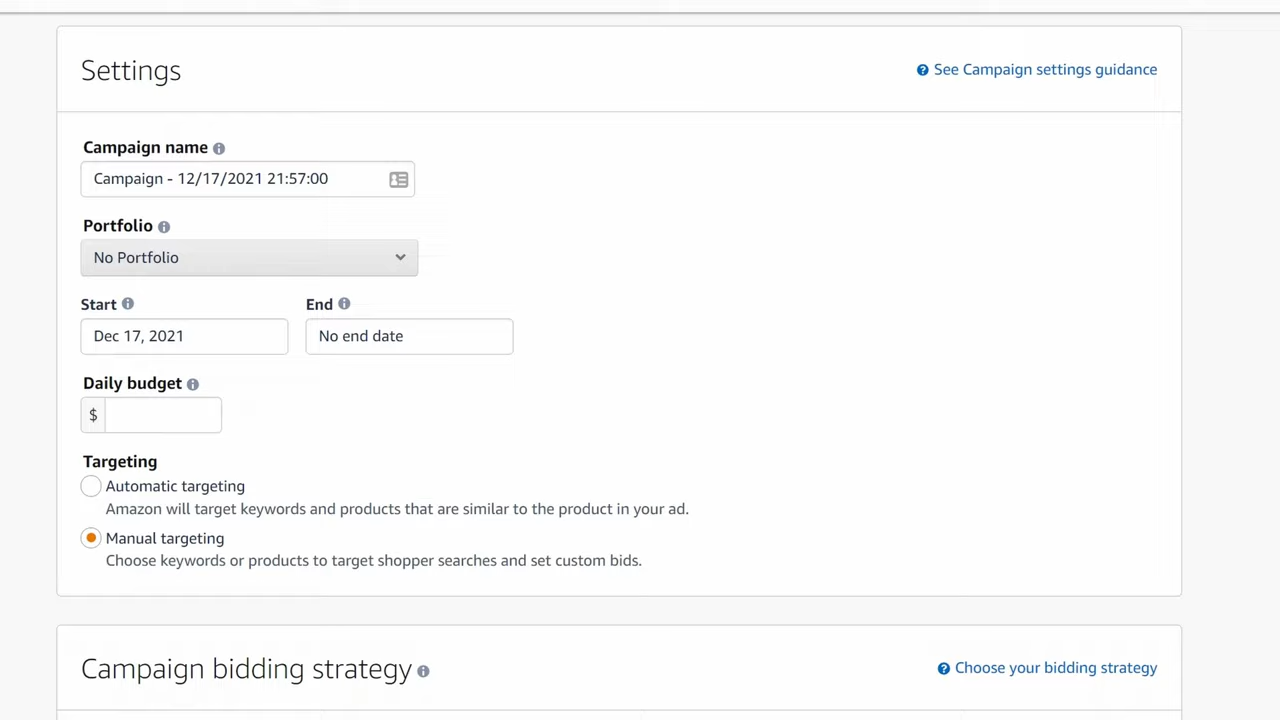 Settings
See Campaign settings guidance
Campaign name
Campaign - 12/17/2021 21:57:00
Portfolio
No Portfolio
Start End
Dec 17, 2021 No end date
Daily budget
$
Targeting
Automatic targeting
Amazon will target keywords and products that are similar to the product in your ad.
Manual targeting
Choose keywords or products to target shopper searches and set custom bids.
Campaign bidding strategy
Choose your bidding strategy